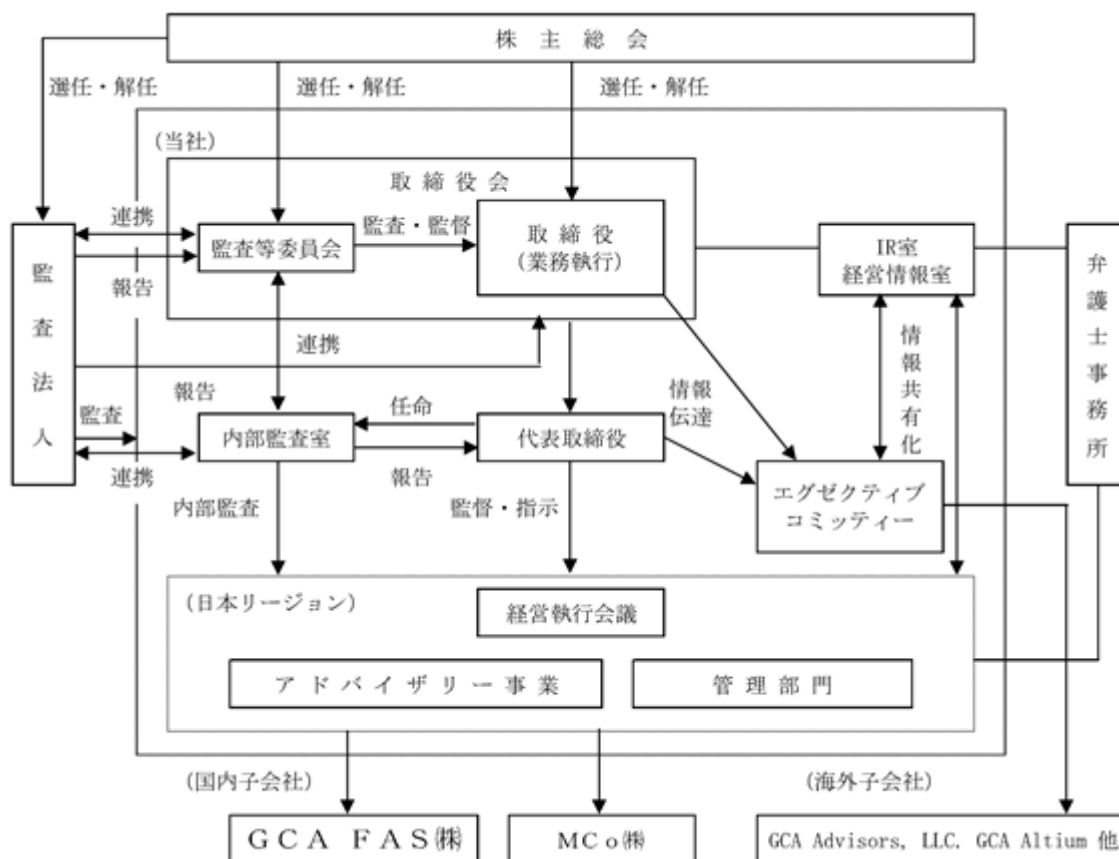 株主総会
選任・解任
選任・解任
選任・解任
(当社)
取締役会
連携
監査等委員会
監査・監督
取締役
(業務執行)
IR室
経営情報室
弁護士事務所
監査法人
報告
連携
情報共有化
報告
任命
情報
伝達
監査
内部監査室
代表取締役
連携
報告
エグゼクティブ
コミッティー
内部監査
監督・指示
(日本リージョン)
経営執行会議
アドバイザリー事業
管理部門
(国内子会社)
(海外子会社)
GCA FAS㈱
MCo㈱
GCA Advisors, LLC. GCA Altium 他